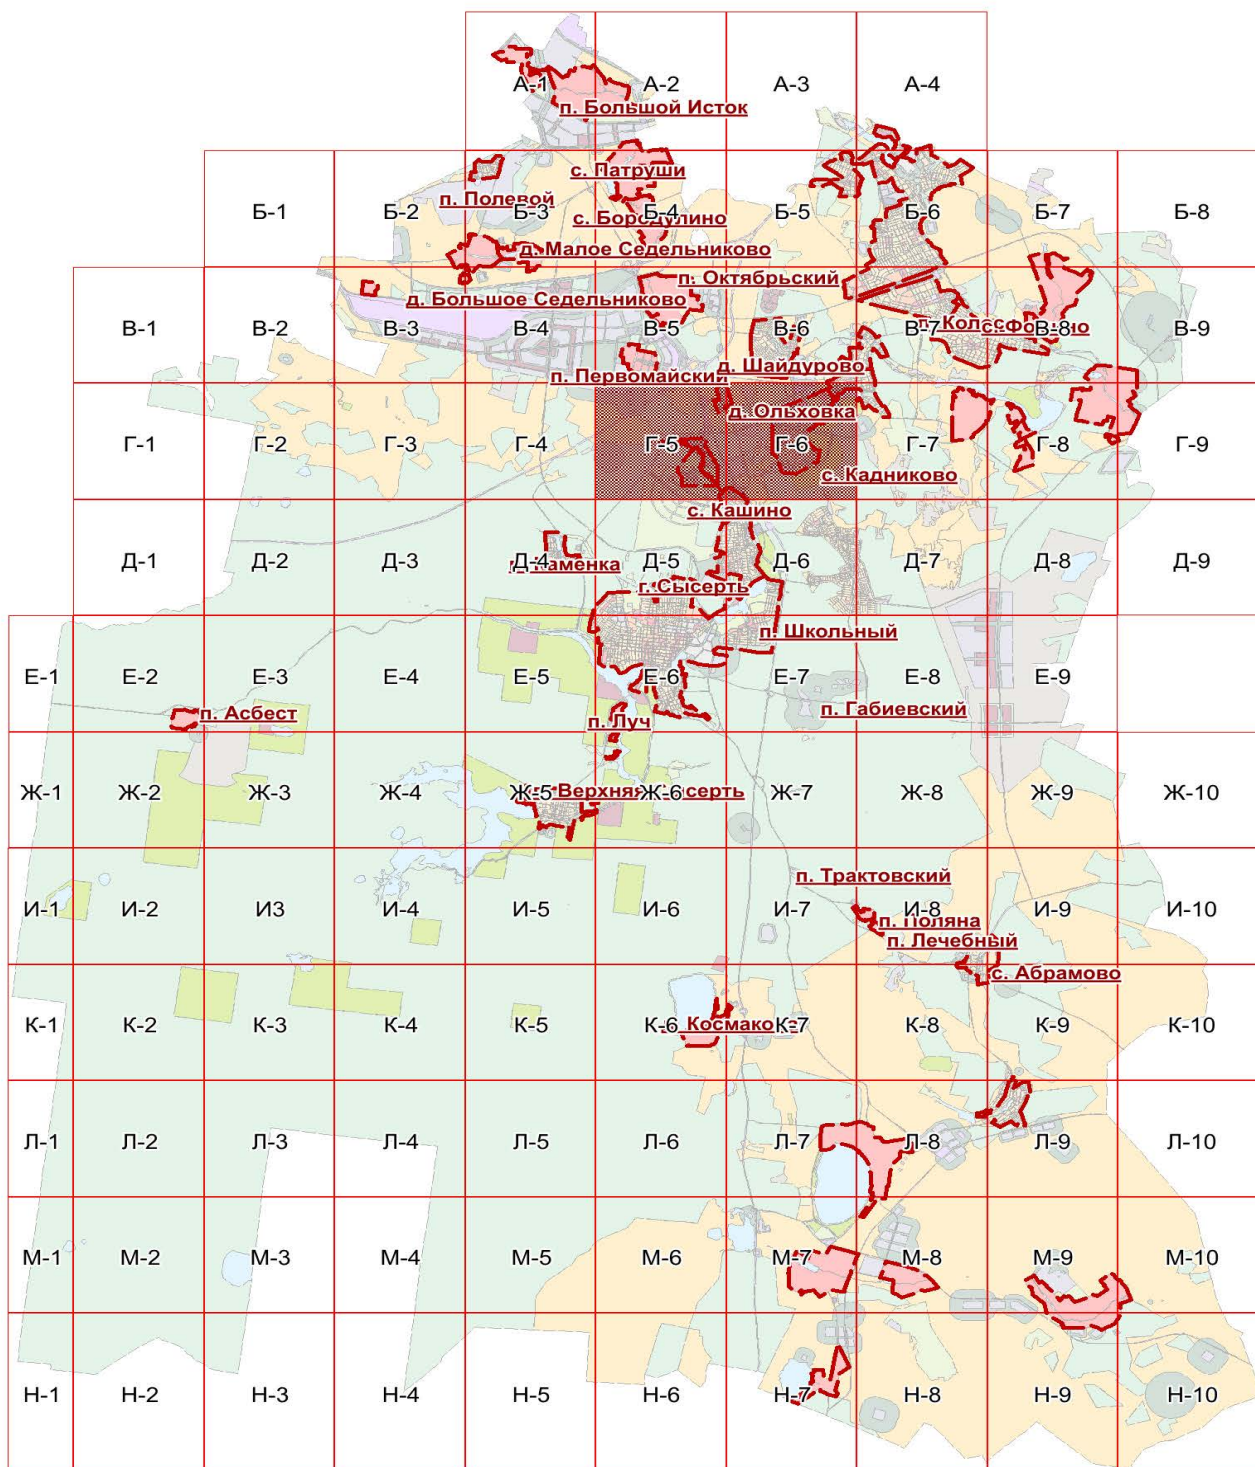 А-1 А-2 А-3 А-4
п. Большой Исток
с. Патруши
п. Полевой
Б-1 Б-2 Б-3 Б-4 Б-5 Б-6 Б-7 Б-8
с. Бородулино
д. Малое Седельниково
п. Октябрьский
д. Большое Седельниково
В-1 В-2 В-3 В-4 В-5 В-6 В-7 В-8 В-9
д. Шайдурово
п. Первомайский
д. Ольховка
Г-1 Г-2 Г-3 Г-4 Г-5 Г-6 Г-7 Г-8 Г-9
с. Кадниково
с. Кашино
Д-1 Д-2 Д-3 Д-4 Д-5 Д-6 Д-7 Д-8 Д-9
г. Сысерть
п. Школьный
Е-1 Е-2 Е-3 Е-4 Е-5 Е-6 Е-7 Е-8 Е-9
п. Асбест
п. Габиевский
п. Луч
Ж-1 Ж-2 Ж-3 Ж-4 Ж-5 Верхняя Сысерть Ж-6 Ж-7 Ж-8 Ж-9 Ж-10
п. Трактовский
И-1 И-2 И3 И-4 И-5 И-6 И-7 И-8 И-9 И-10
п. Поляна
п. Лечебный
с. Абрамово
К-1 К-2 К-3 К-4 К-5 К-6 К-7 К-8 К-9 К-10
Л-1 Л-2 Л-3 Л-4 Л-5 Л-6 Л-7 Л-8 Л-9 Л-10
М-1 М-2 М-3 М-4 М-5 М-6 М-7 М-8 М-9 М-10
Н-1 Н-2 Н-3 Н-4 Н-5 Н-6 Н-7 Н-8 Н-9 Н-10